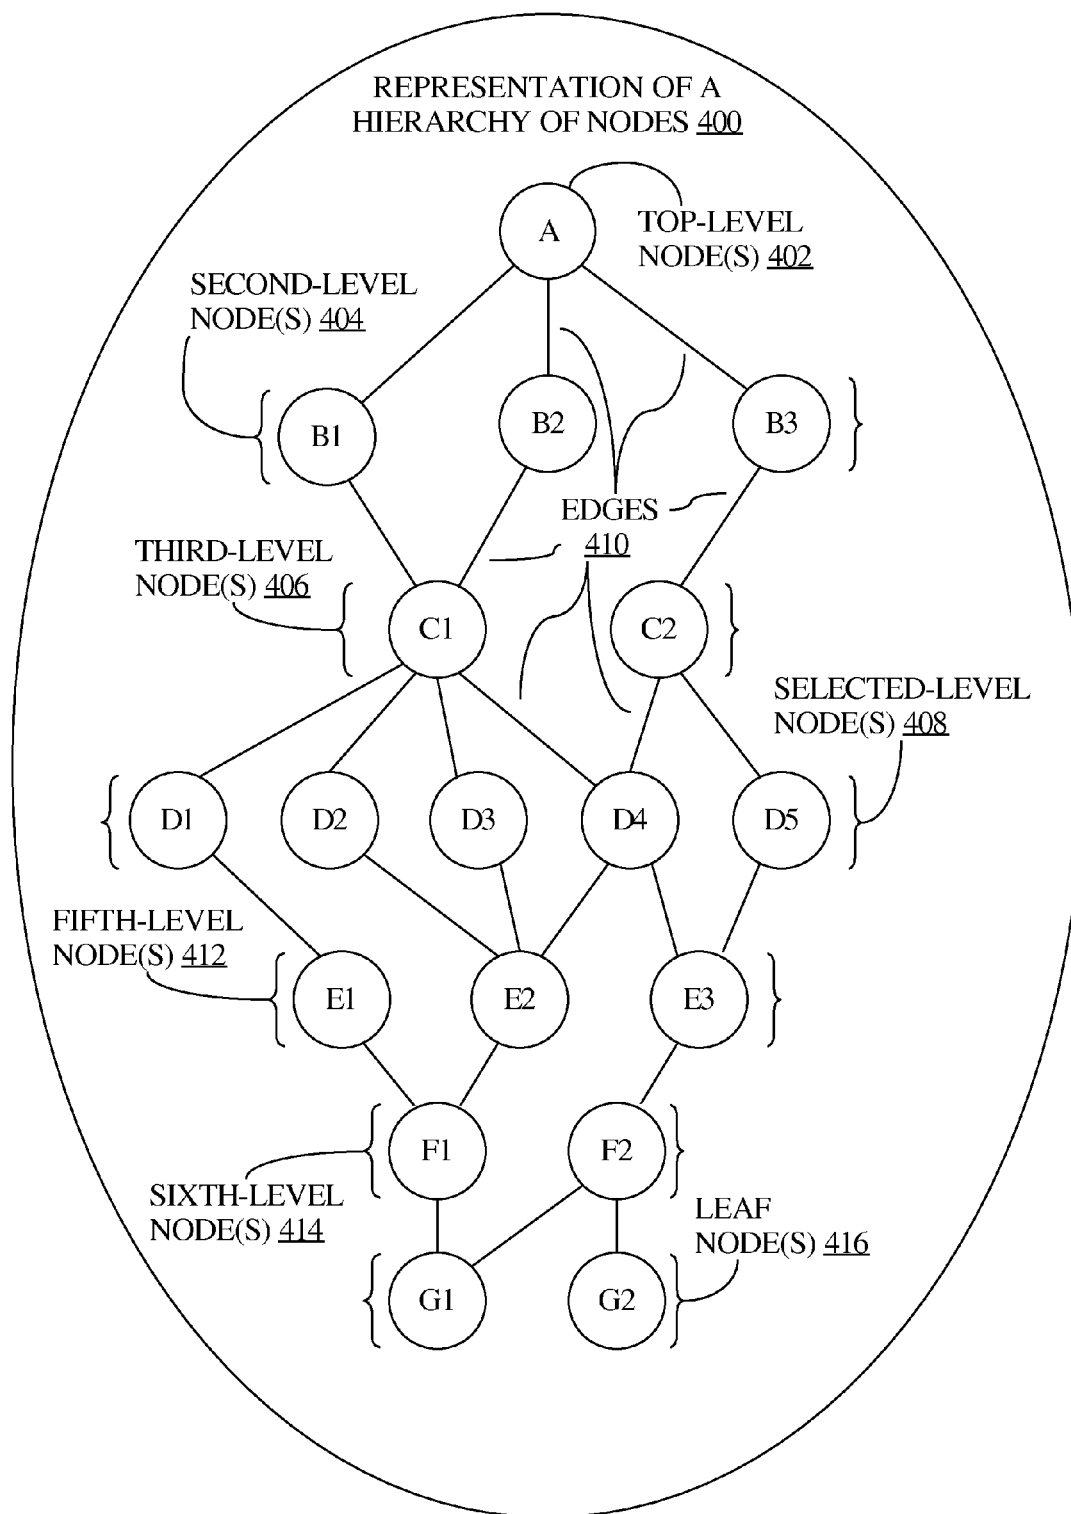 REPRESENTATION OF A
HIERARCHY OF NODES 400
A
TOP-LEVEL
NODE(S) 402
SECOND-LEVEL
NODE(S) 404
B1
B2
B3
EDGES
410
THIRD-LEVEL
NODE(S) 406
C1
C2
SELECTED-LEVEL
NODE(S) 408
D1
D2
D3
D4
D5
FIFTH-LEVEL
NODE(S) 412
E1
E2
E3
F1
F2
SIXTH-LEVEL
NODE(S) 414
LEAF
NODE(S) 416
G1
G2